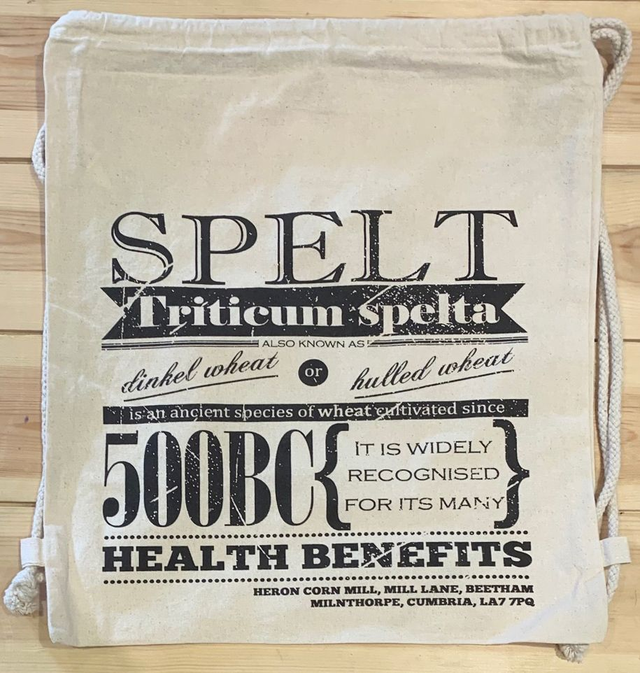 SPELT
Triticum spelta
ALSO KNOWN AS
dinkel wheat or hulled wheat
is an ancient species of wheat cultivated since
500BC { IT IS WIDELY
RECOGNISED
FOR ITS MANY }
HEALTH BENEFITS
HERON CORN MILL, MILL LANE, BEETHAM
MILNTHORPE, CUMBRIA, LA7 7PQ